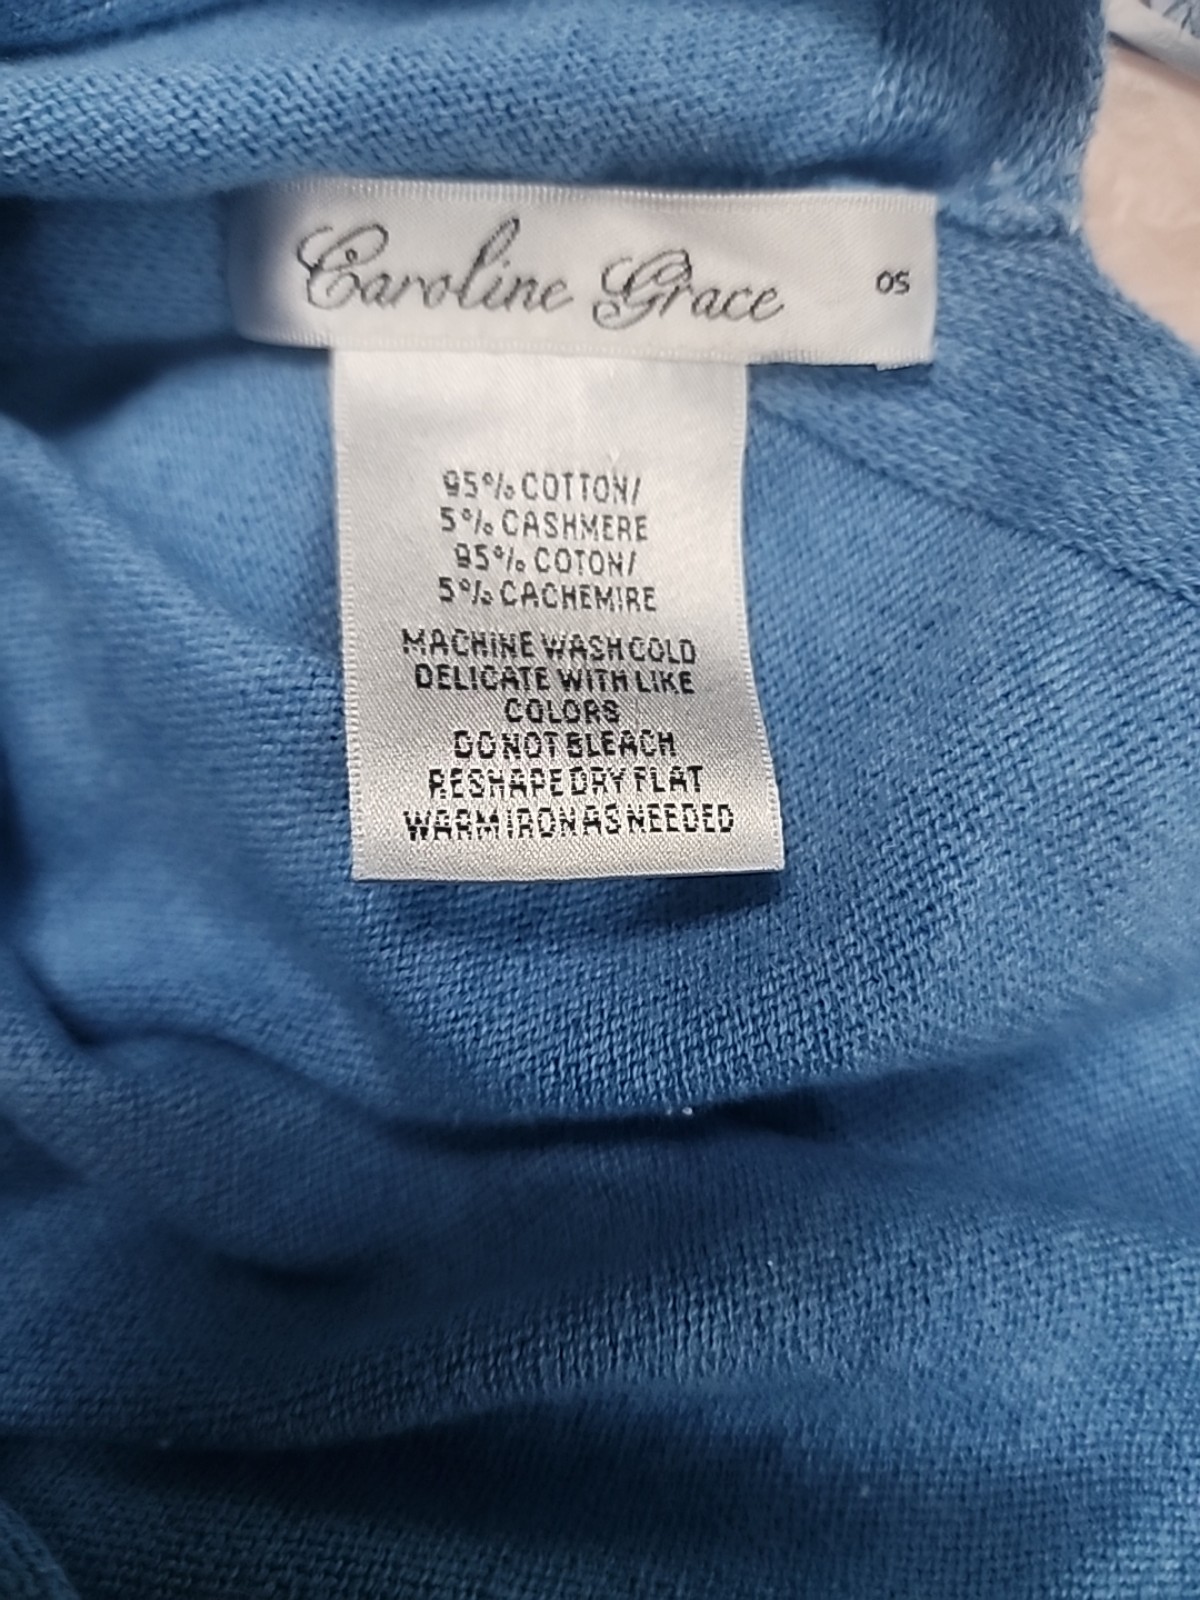 Caroline Grace OS
95% COTTON/
5% CASHMERE
95% COTON/
5% CACHEMIRE
MACHINE WASH COLD
DELICATE WITH LIKE
COLORS
DO NOT BLEACH
RESHAPE DRY FLAT
WARM IRON AS NEEDED